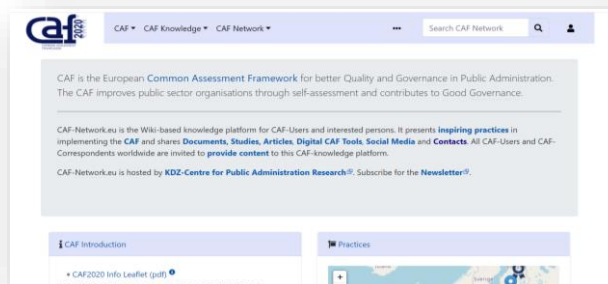 caf 2020
CAF CAF Knowledge CAF Network ••• Search CAF Network
CAF is the European Common Assessment Framework for better Quality and Governance in Public Administration.
The CAF improves public sector organisations through self-assessment and contributes to Good Governance.
CAF-Network.eu is the Wiki-based knowledge platform for CAF-Users and interested persons. It presents inspiring practices in
implementing the CAF and shares Documents, Studies, Articles, Digital CAF Tools, Social Media and Contacts. All CAF-Users and CAF-
Correspondents worldwide are invited to provide content to this CAF-knowledge platform.
CAF-Network.eu is hosted by KDZ-Centre for Public Administration Research. Subscribe for the Newsletter.
CAF Introduction
Practices
• CAF2020 Info Leaflet (pdf)
+
Sverige